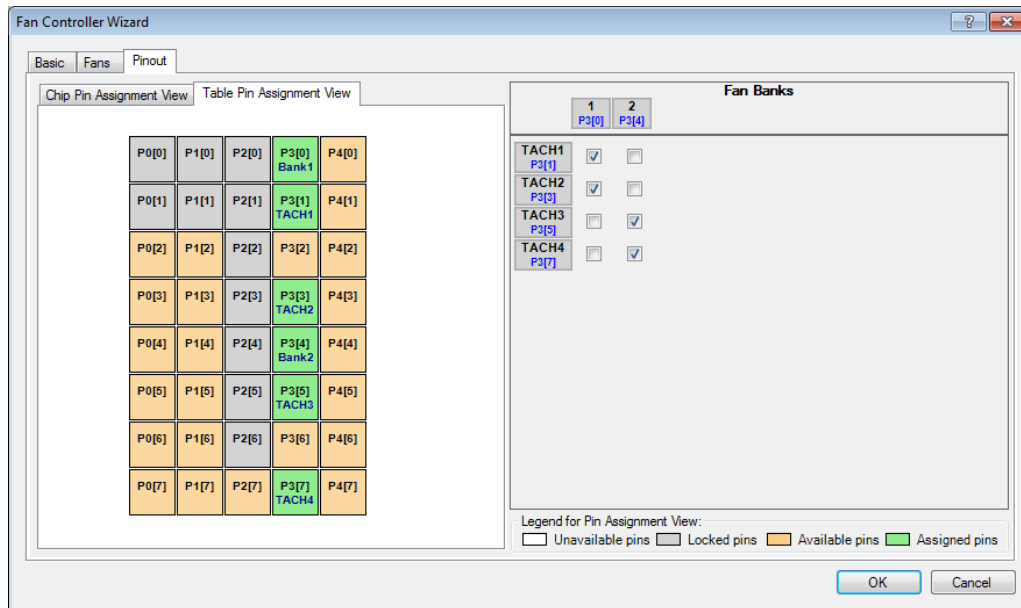 Fan Controller Wizard
Basic Fans Pinout
Chip Pin Assignment View Table Pin Assignment View
P0[0] P1[0] P2[0] P3[0] P4[0]
Bank1
P0[1] P1[1] P2[1] P3[1] P4[1]
TACH1
P0[2] P1[2] P2[2] P3[2] P4[2]
P0[3] P1[3] P2[3] P3[3] P4[3]
TACH2
P0[4] P1[4] P2[4] P3[4] P4[4]
Bank2
P0[5] P1[5] P2[5] P3[5] P4[5]
TACH3
P0[6] P1[6] P2[6] P3[6] P4[6]
P0[7] P1[7] P2[7] P3[7] P4[7]
TACH4
Fan Banks
1 2
P3[0] P3[4]
TACH1
P3[1]
TACH2
P3[3]
TACH3
P3[5]
TACH4
P3[7]
Legend for Pin Assignment View:
Unavailable pins Locked pins Available pins Assigned pins
OK Cancel